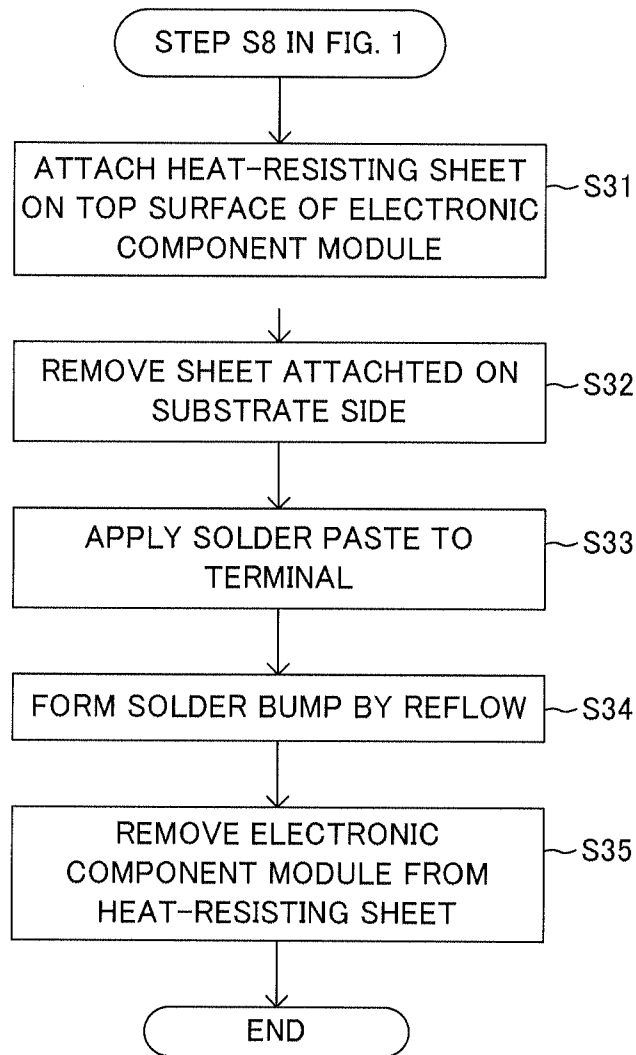 STEP S8 IN FIG. 1
ATTACH HEAT-RESISTING SHEET
ON TOP SURFACE OF ELECTRONIC
COMPONENT MODULE
S31
REMOVE SHEET ATTACHTED ON
SUBSTRATE SIDE
S32
APPLY SOLDER PASTE TO
TERMINAL
S33
FORM SOLDER BUMP BY REFLOW
S34
REMOVE ELECTRONIC
COMPONENT MODULE FROM
HEAT-RESISTING SHEET
S35
END